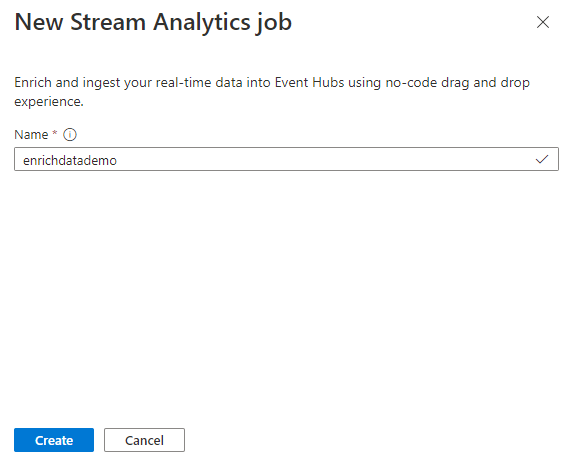 New Stream Analytics job
Enrich and ingest your real-time data into Event Hubs using no-code drag and drop
experience.
Name *
enrichdatademo
Create
Cancel